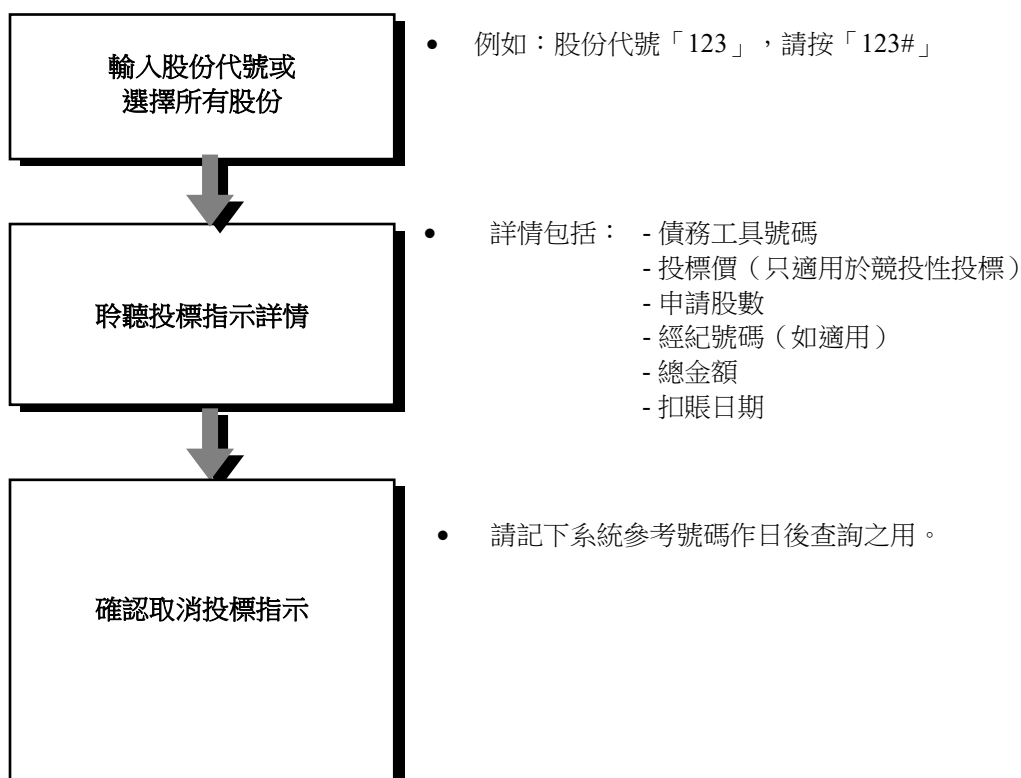 輸入股份代號或
選擇所有股份
• 例如：股份代號「123」，請按「123#」
聆聽投標指示詳情
• 詳情包括： - 債務工具號碼
- 投標價（只適用於競投性投標）
- 申請股數
- 經紀號碼（如適用）
- 總金額
- 扣賬日期
確認取消投標指示
• 請記下系統參考號碼作日後查詢之用。